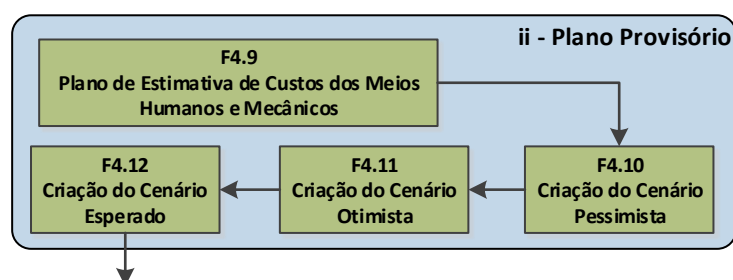 ii - Plano Provisório
F4.9
Plano de Estimativa de Custos dos Meios
Humanos e Mecânicos
F4.12
Criação do Cenário
Esperado
F4.11
Criação do Cenário
Otimista
F4.10
Criação do Cenário
Pessimista